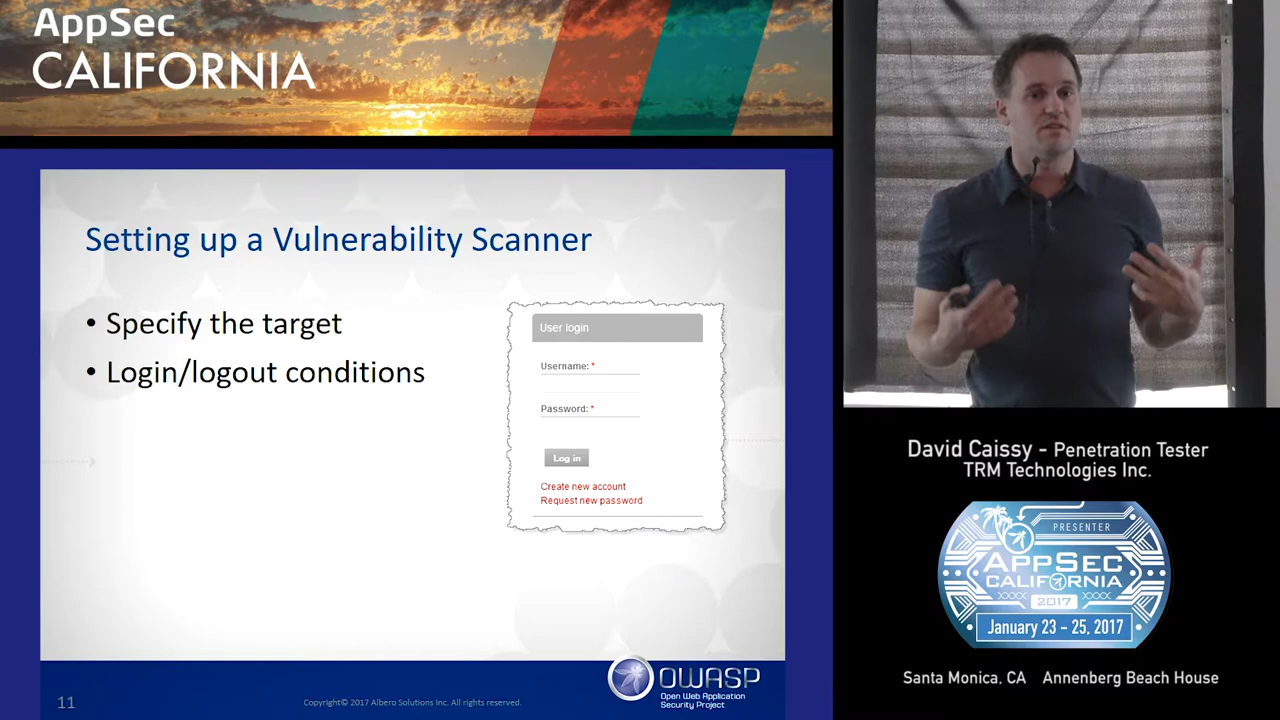 AppSec
CALIFORNIA
Setting up a Vulnerability Scanner
• Specify the target
• Login/logout conditions
User login
Username: *
Password: *
Log in
Create new account
Request new password
11
Copyright© 2017 Albero Solutions Inc. All rights reserved.
OWASP
Open Web Application
Security Project
David Caissy - Penetration Tester
TRM Technologies Inc.
PRESENTER
APPSEC
CALIFORNIA
2017
January 23 - 25, 2017
Santa Monica, CA Annenberg Beach House